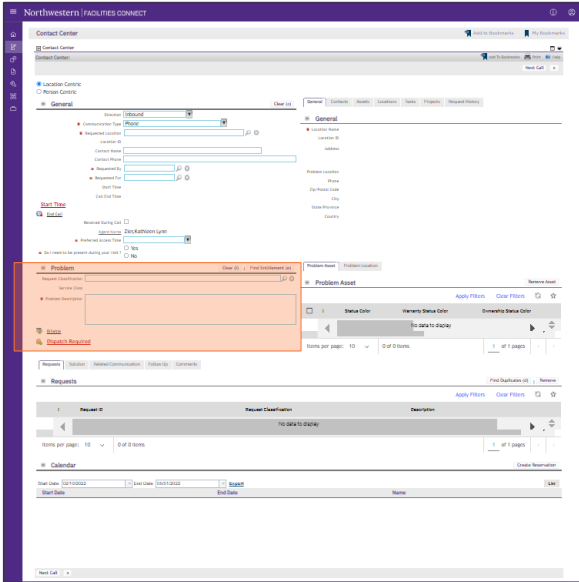 Northwestern | FACILITIES CONNECT
Contact Center
Add to Bookmarks My Bookmarks
Contact Center
Contact Center:
Add To Bookmarks Print Help
Next Call x
Location Centric
Person Centric
General Clear (x)
Direction Inbound
Communication Type Phone
Requested Location
Location ID
Contact Name
Contact Phone
Requested By
Requested For
Start Time
Call End Time
Start Time
End Call
Received During Call
Agent Name Zier,Kathleen Lynn
Preferred Access Time
Do I need to be present during your visit ? Yes
No
General Contacts Assets Locations Tasks Projects Request History
General
Location Name
Location ID
Address
Problem Location
Phone
Zip/Postal Code
City
State/Province
Country
Problem Clear (X) Find Entitlement (x)
Request Classification
Service Class
Problem Description
Dispatch Required
Problem Asset Problem Location
Problem Asset Remove Asset
Apply Filters Clear Filters
Status Color Warranty Status Color Ownership Status Color
No data to display
Items per page: 10 0 of 0 items 1 of 1 pages
Requests Solution Related Communication Follow Up Comments
Requests Find Duplicates (x) | Remove
Apply Filters Clear Filters
Request ID Request Classification Description
No data to display
Items per page: 10 0 of 0 items 1 of 1 pages
Calendar Create Reservation
Start Date 02/10/2022 End Date Export List
Start Date End Date Name
Next Call x